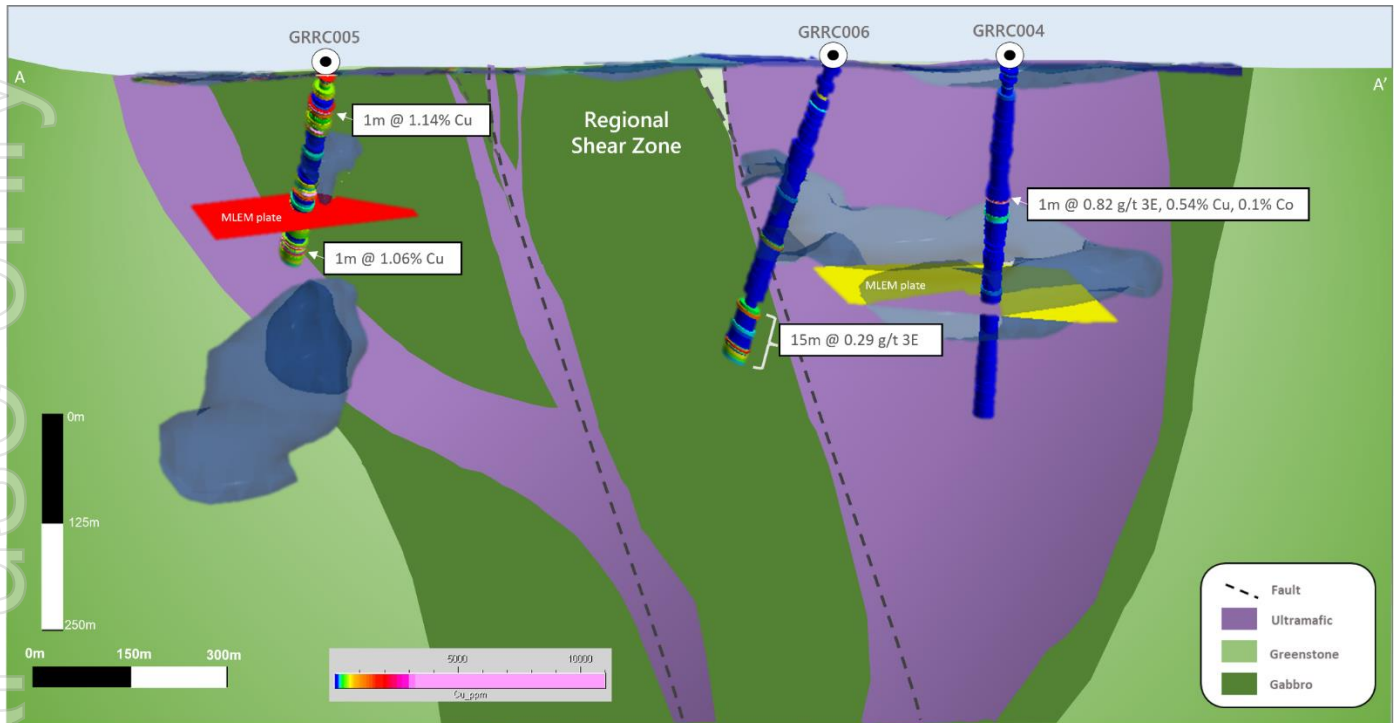 GRRC005
GRRC006
GRRC004
A
A'
1m @ 1.14% Cu
Regional
Shear Zone
MLEM plate
1m @ 0.82 g/t 3E, 0.54% Cu, 0.1% Co
1m @ 1.06% Cu
MLEM plate
15m @ 0.29 g/t 3E
0m
125m
250m
0m 150m 300m
5000 10000
Cu_ppm
Fault
Ultramafic
Greenstone
Gabbro